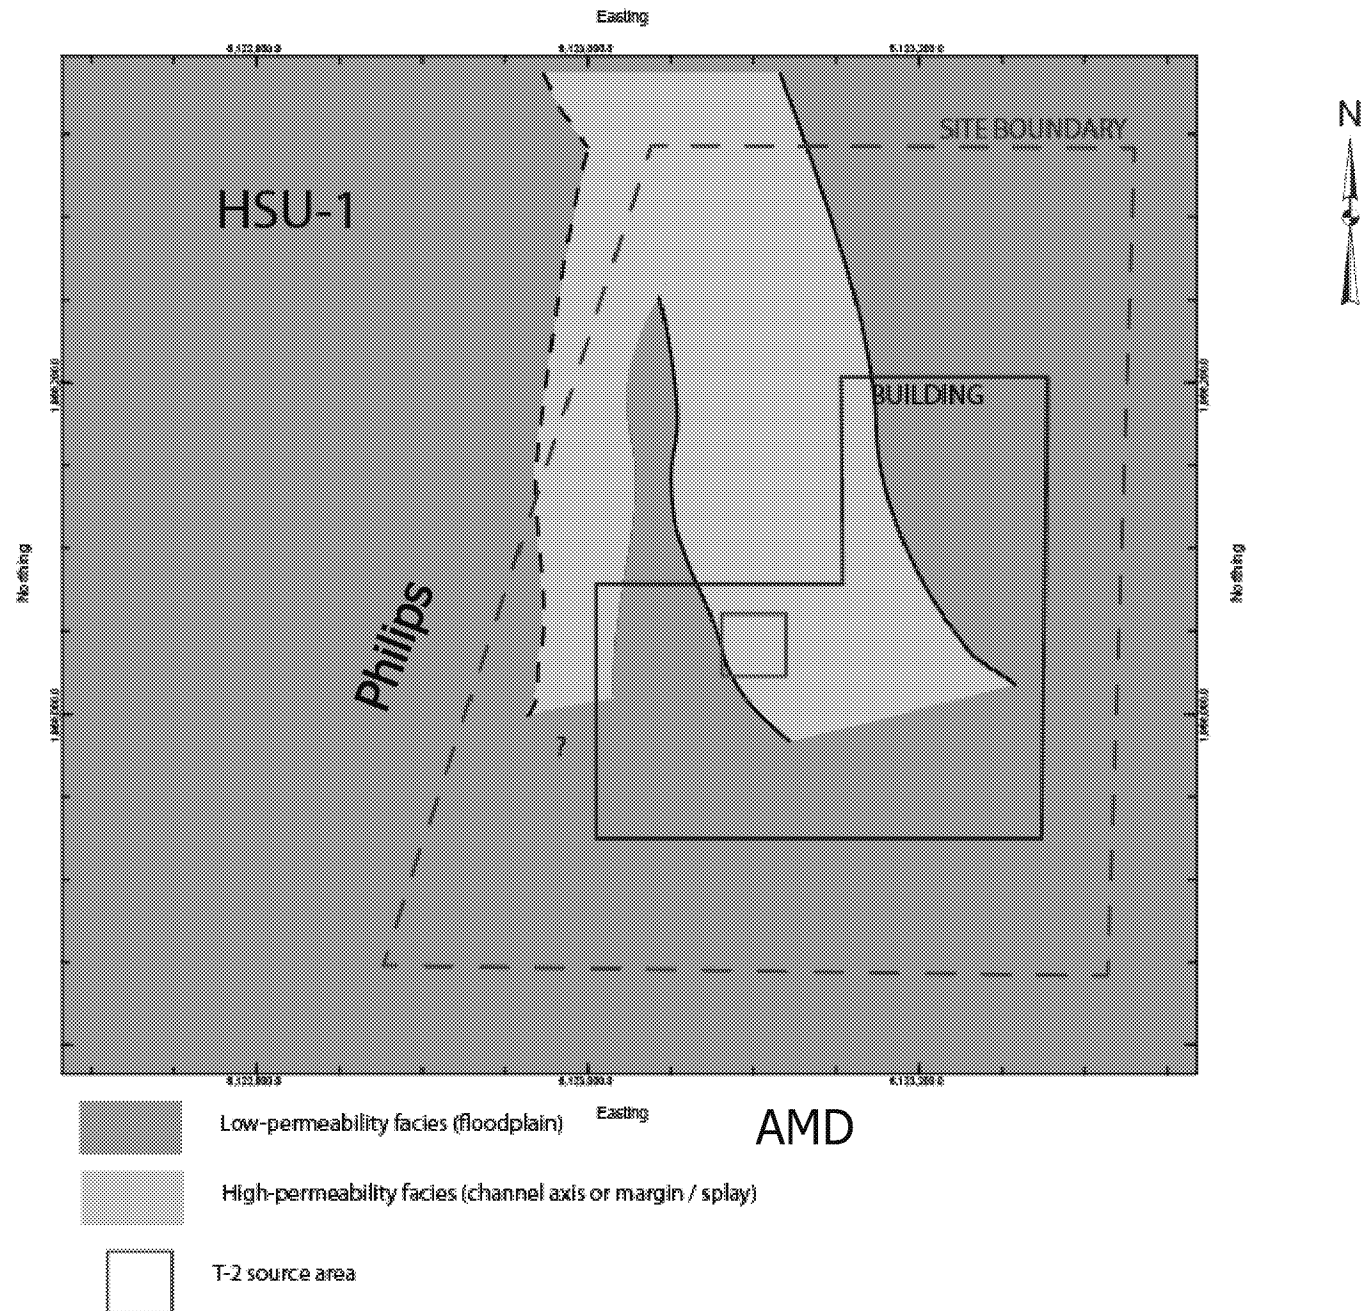 Easting
HSU-1
SITE BOUNDARY
N
BUILDING
Northing
Northing
Philips
?
Easting
AMD
Low-permeability facies (floodplain)
High-permeability facies (channel axis or margin / splay)
T-2 source area